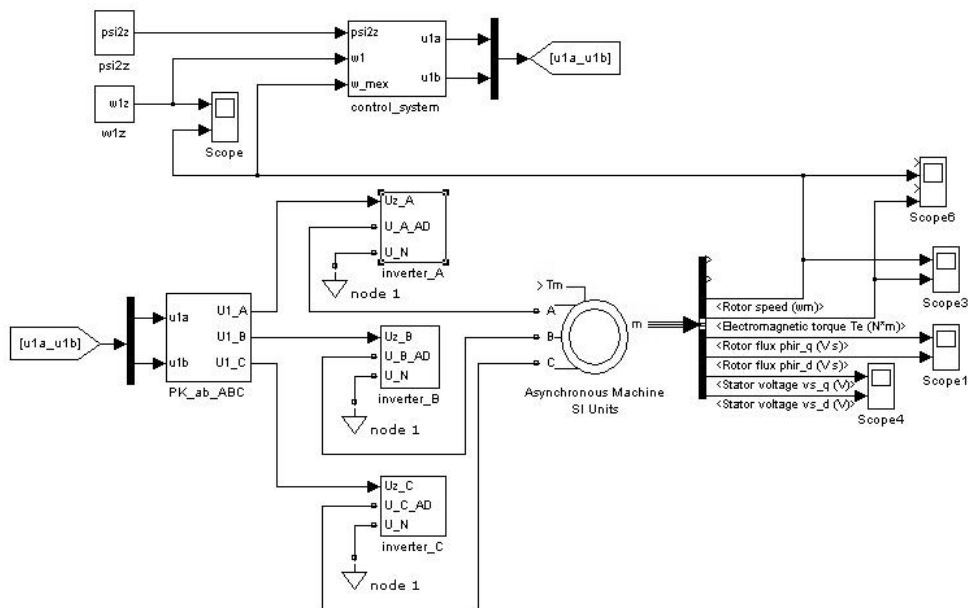 psi2z
psi2z
w1z
w1z
Scope
psi2z
w1
w_mex
u1a
u1b
control_system
[u1a_u1b]
Scope6
Scope3
Scope1
Scope4
Uz_A
U_A_AD
U_N
inverter_A
node 1
Uz_B
U_B_AD
U_N
inverter_B
node 1
Uz_C
U_C_AD
U_N
inverter_C
node 1
[u1a_u1b]
u1a
u1b
U1_A
U1_B
U1_C
PK_ab_ABC
Tm
A
B
C
m
Asynchronous Machine
SI Units
<Rotor speed (wm)>
<Electromagnetic torque Te (N*m)>
<Rotor flux phir_q (V s)>
<Rotor flux phir_d (V s)>
<Stator voltage vs_q (V)>
<Stator voltage vs_d (V)>